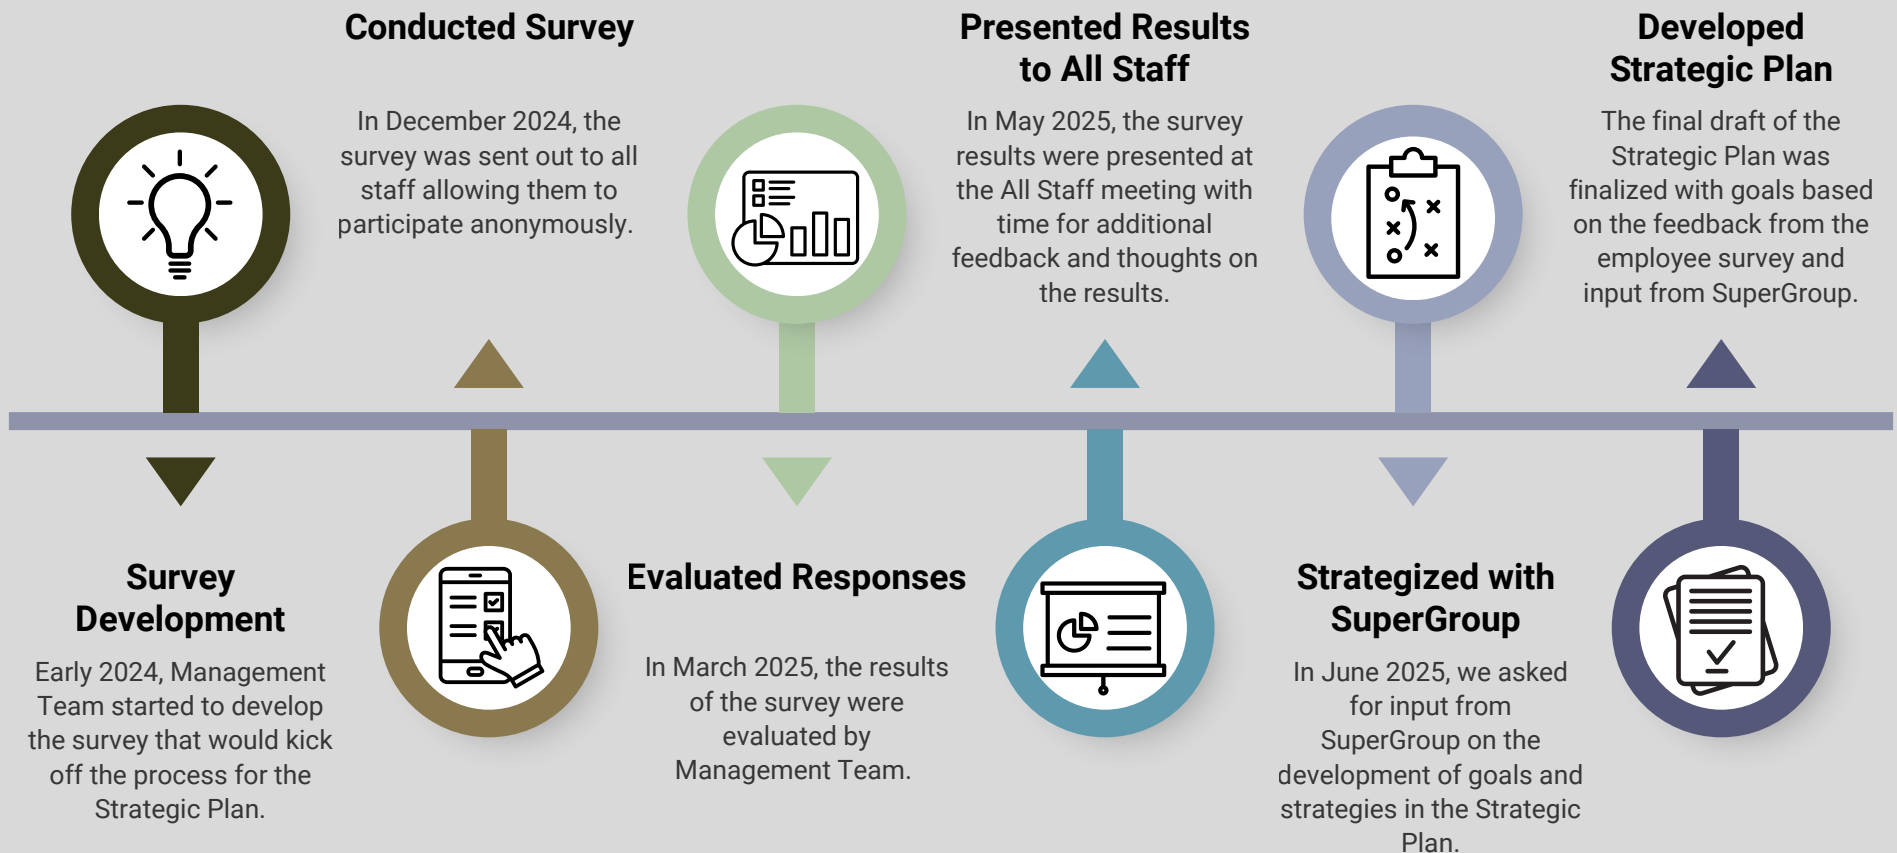 Survey
Development
Early 2024, Management
Team started to develop
the survey that would kick
off the process for the
Strategic Plan.
Conducted Survey
In December 2024, the
survey was sent out to all
staff allowing them to
participate anonymously.
Evaluated Responses
In March 2025, the results
of the survey were
evaluated by
Management Team.
Presented Results
to All Staff
In May 2025, the survey
results were presented at
the All Staff meeting with
time for additional
feedback and thoughts on
the results.
Strategized with
SuperGroup
In June 2025, we asked
for input from
SuperGroup on the
development of goals and
strategies in the Strategic
Plan.
Developed
Strategic Plan
The final draft of the
Strategic Plan was
finalized with goals based
on the feedback from the
employee survey and
input from SuperGroup.